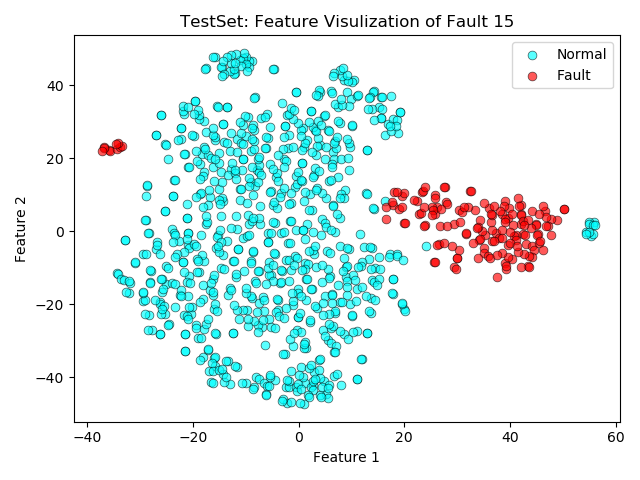 TestSet: Feature Visulization of Fault 15
Normal
Fault
Feature 2
40
20
0
−20
−40
−40 −20 0 20 40 60
Feature 1